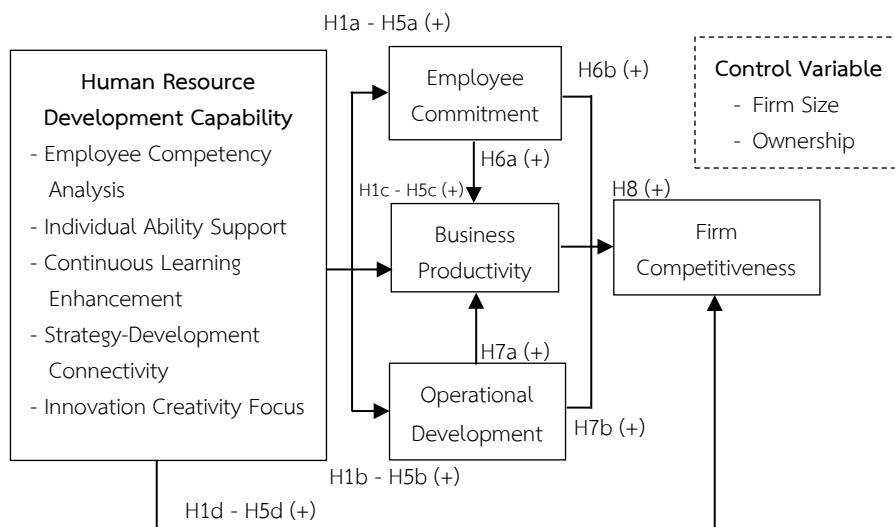 H1a - H5a (+)
Human Resource
Development Capability
- Employee Competency
Analysis
- Individual Ability Support
- Continuous Learning
Enhancement
- Strategy-Development
Connectivity
- Innovation Creativity Focus
Employee
Commitment
H6b (+)
Control Variable
- Firm Size
- Ownership
H6a (+)
H1c - H5c (+)
H8 (+)
Business
Productivity
Firm
Competitiveness
H7a (+)
Operational
Development
H7b (+)
H1b - H5b (+)
H1d - H5d (+)